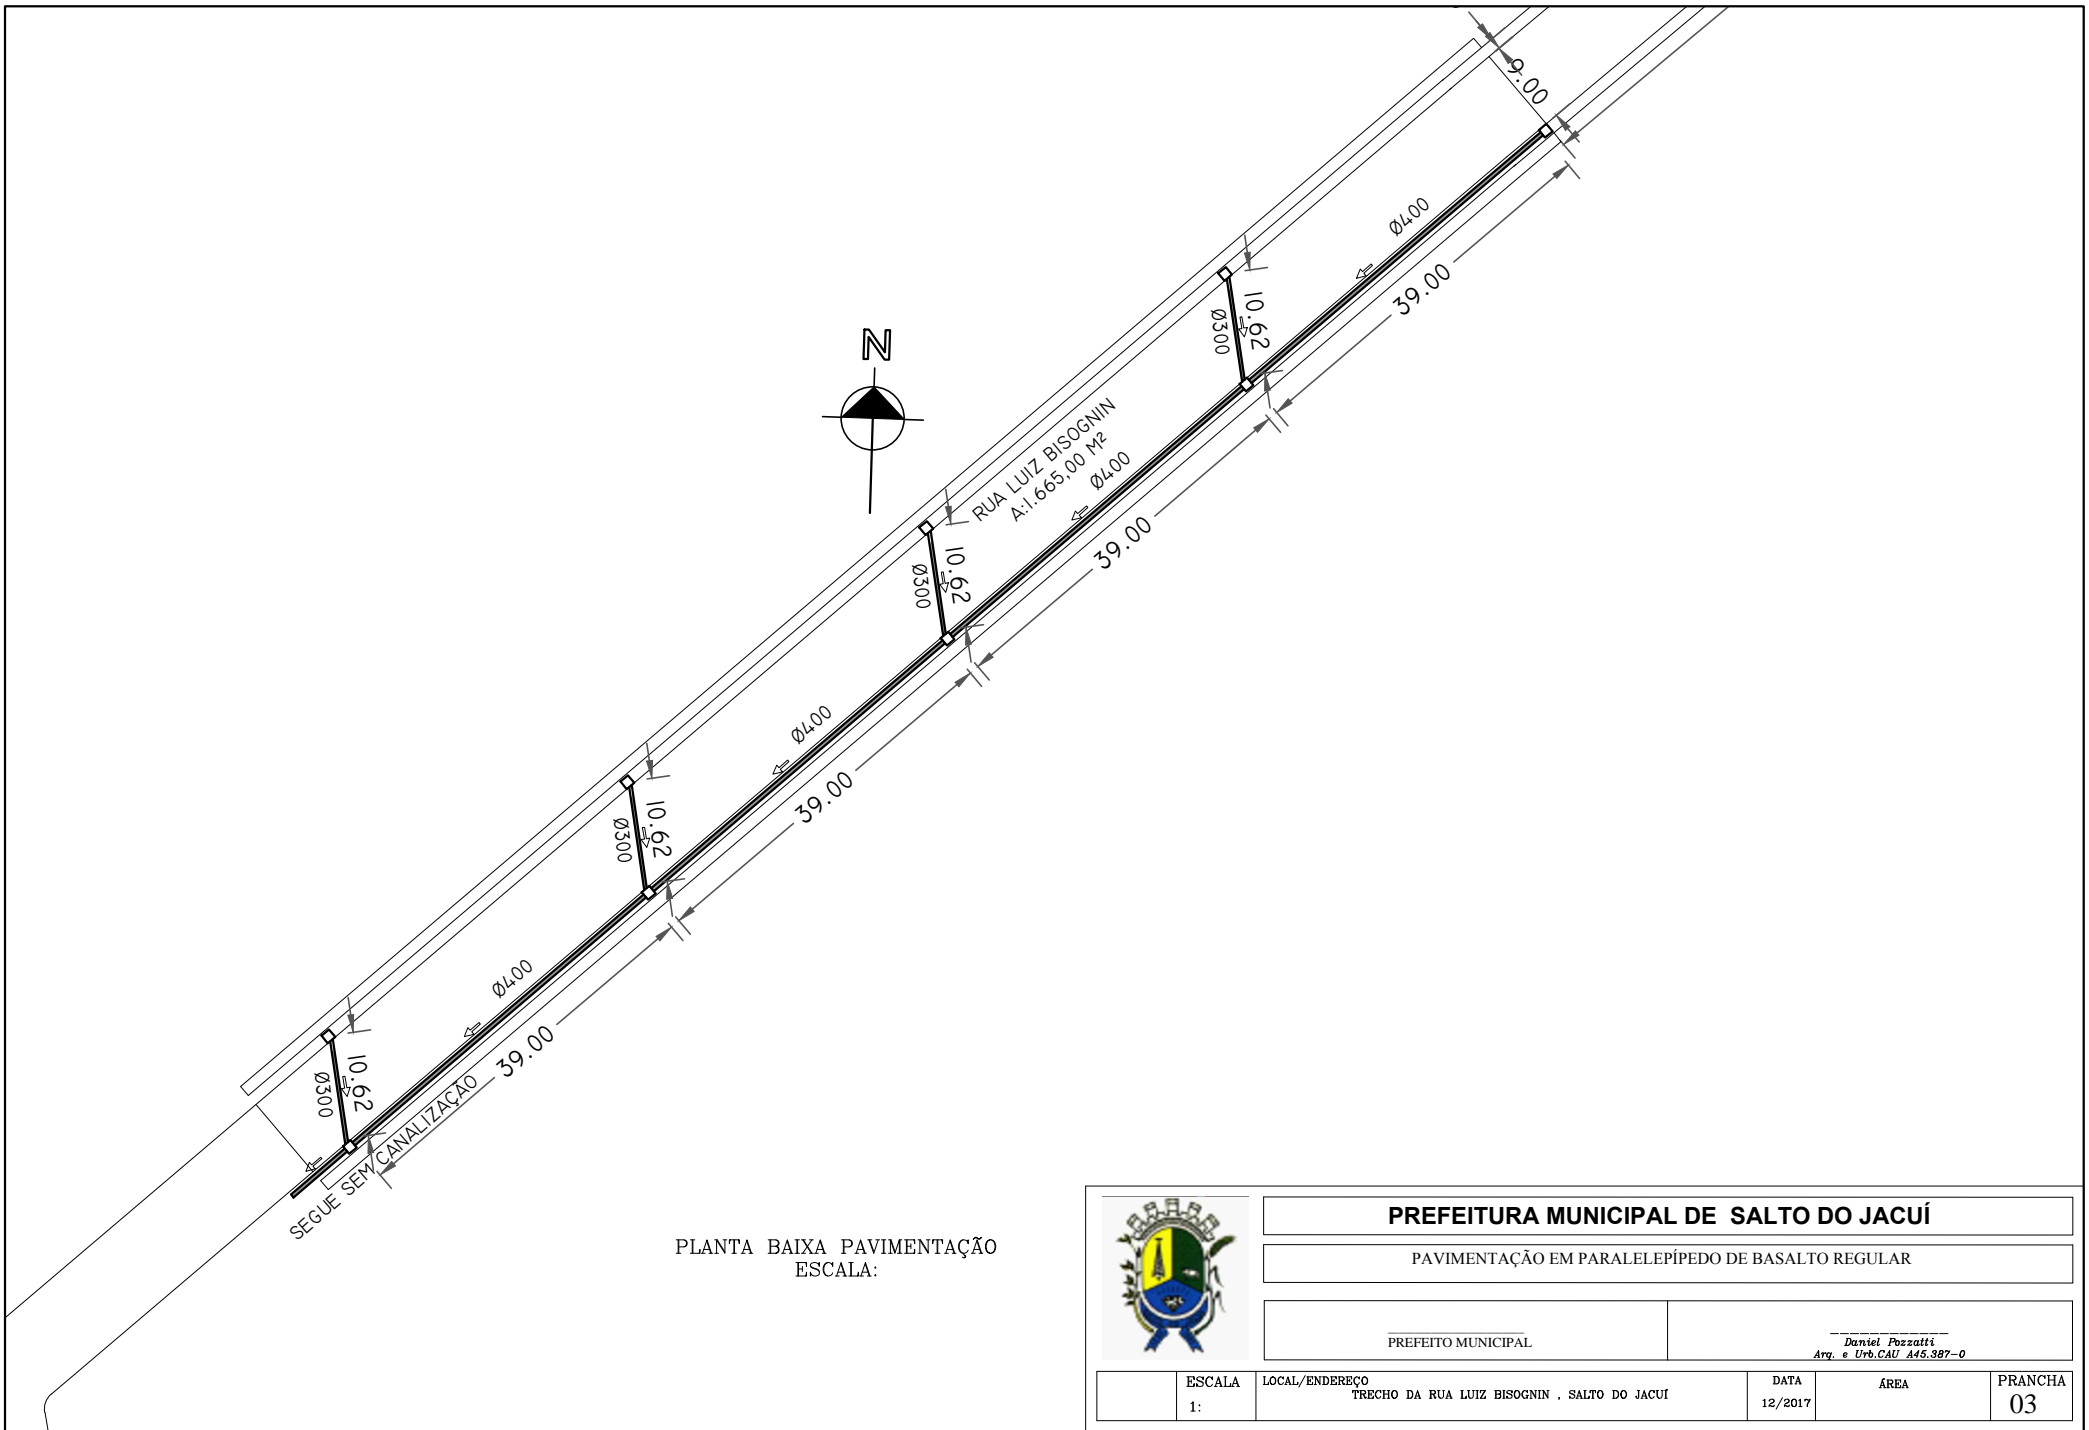 9.00
Ø400
39.00
10.62
Ø300
N
RUA LUIZ BISOGNIN
A:1.665,00 M²
Ø400
39.00
10.62
Ø300
Ø400
39.00
10.62
Ø300
Ø400
39.00
10.62
Ø300
SEGUE SEM CANALIZAÇÃO
PLANTA BAIXA PAVIMENTAÇÃO
ESCALA:
PREFEITURA MUNICIPAL DE SALTO DO JACUÍ
PAVIMENTAÇÃO EM PARALELEPÍPEDO DE BASALTO REGULAR
PREFEITO MUNICIPAL
Daniel Pozzatti
Arq. e Urb.CAU A45.387-0
ESCALA
1:
LOCAL/ENDEREÇO
TRECHO DA RUA LUIZ BISOGNIN , SALTO DO JACUÍ
DATA
12/2017
ÁREA
PRANCHA
03